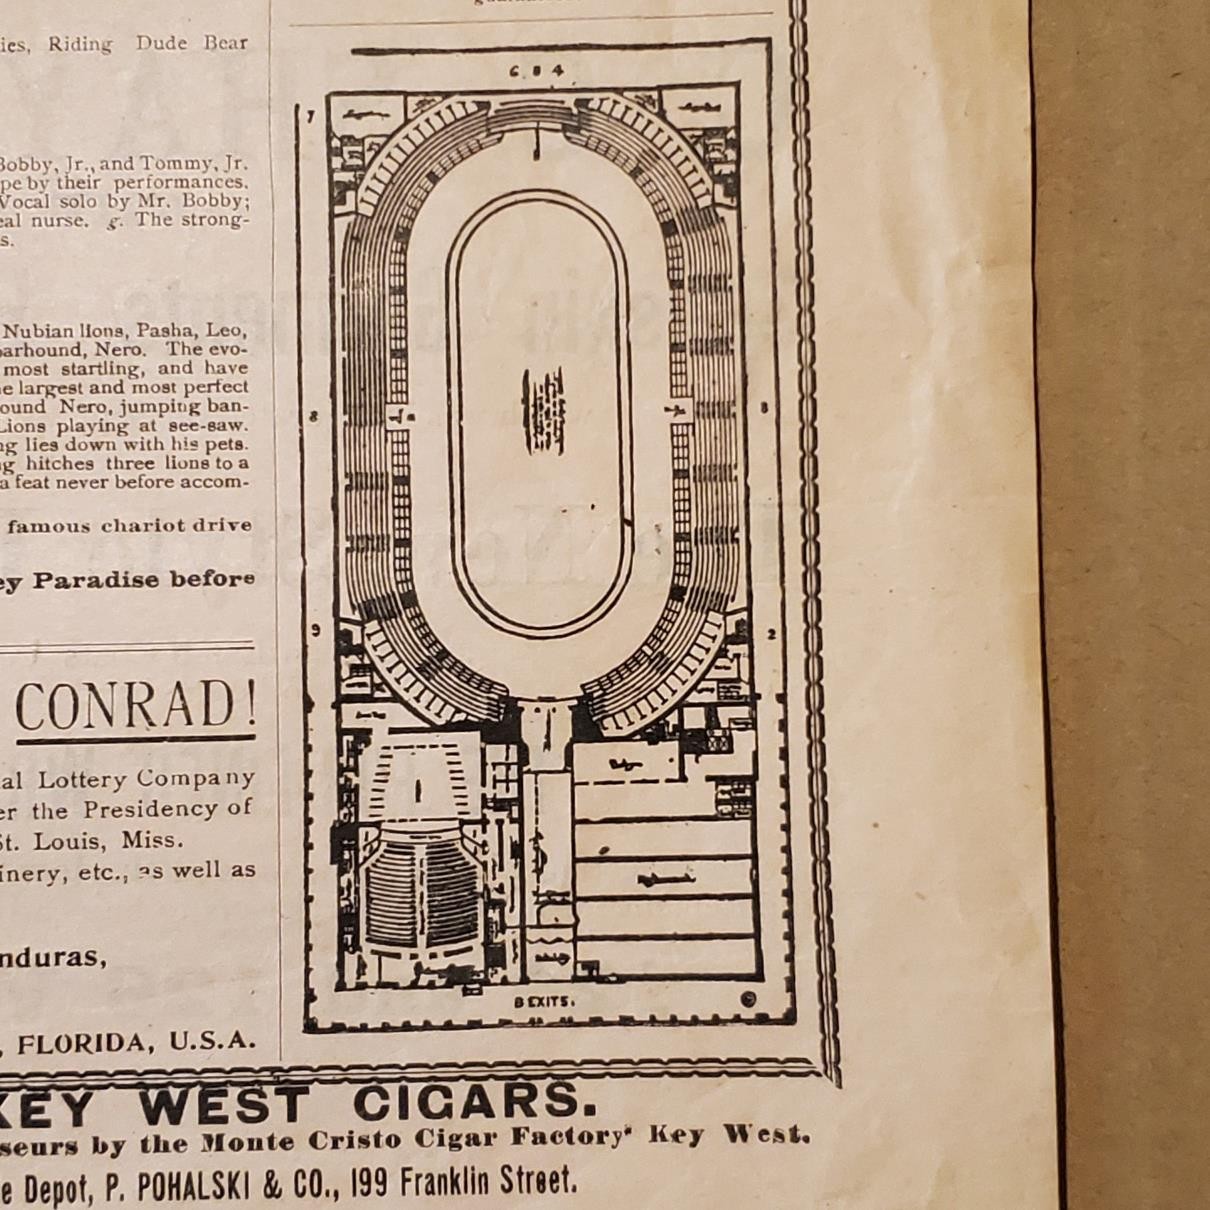 ies, Riding Dude Bear
Bobby, Jr., and Tommy, Jr.
pe by their performances.
Vocal solo by Mr. Bobby;
eal nurse. g. The strong-
s.
Nubian lions, Pasha, Leo,
oarhound, Nero. The evo-
most startling, and have
e largest and most perfect
ound Nero, jumping ban-
Lions playing at see-saw.
ng lies down with his pets.
ng hitches three lions to a
a feat never before accom-
famous chariot drive
ey Paradise before
CONRAD!
al Lottery Company
er the Presidency of
St. Louis, Miss.
inery, etc., as well as
nduras,
, FLORIDA, U.S.A.
7
8
8
9
2
8 EXITS.
KEY WEST CIGARS.
seurs by the Monte Cristo Cigar Factory Key West.
e Depot, P. POHALSKI & CO., 199 Franklin Street.